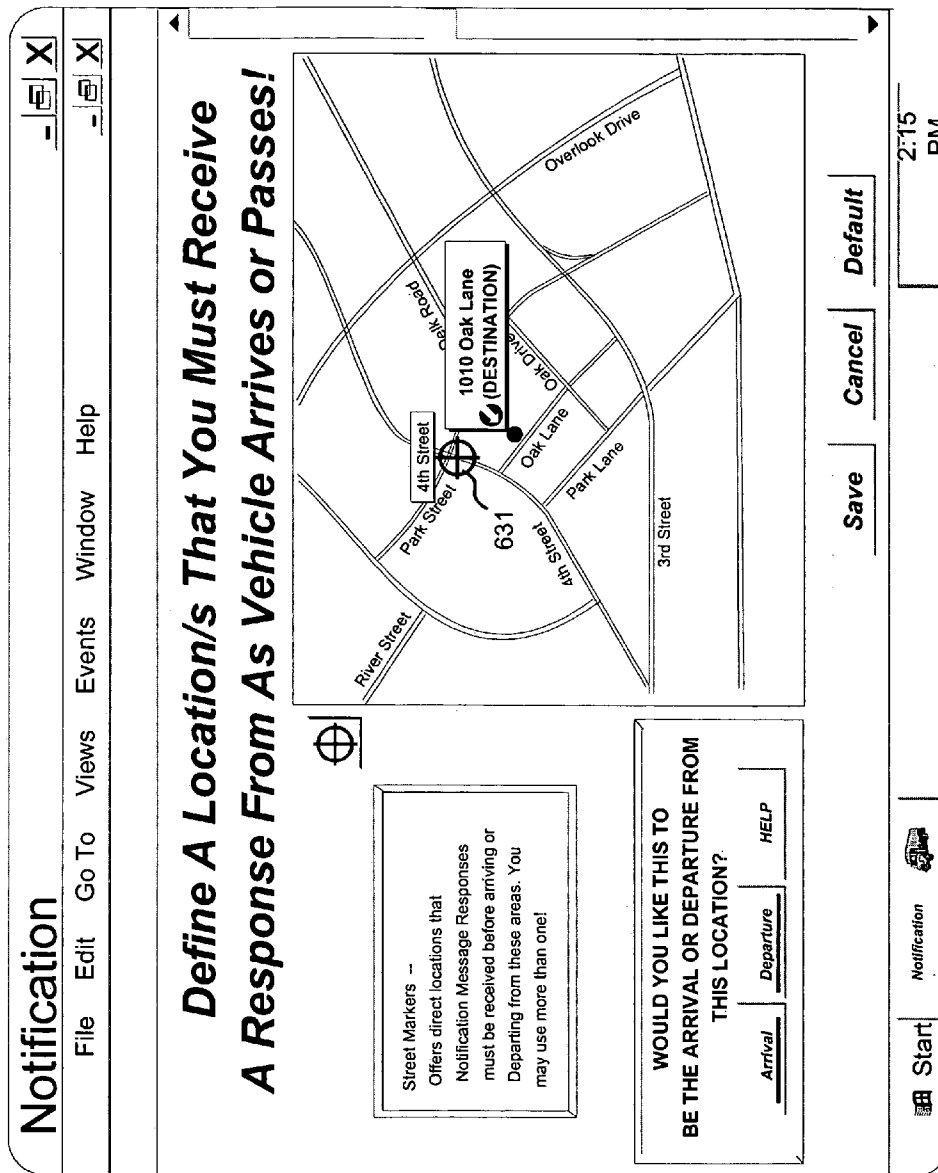 Notification
- X
File Edit Go To Views Events Window Help
- X
Define A Location/s That You Must Receive
A Response From As Vehicle Arrives or Passes!
Street Markers --
Offers direct locations that
Notification Message Responses
must be received before arriving or
Departing from these areas. You
may use more than one!
WOULD YOU LIKE THIS TO
BE THE ARRIVAL OR DEPARTURE FROM
THIS LOCATION?
Arrival Departure HELP
River Street
Park Street
4th Street
631
1010 Oak Lane
(DESTINATION)
Road
Oak Drive
Overlook Drive
Oak Lane
4th Street
Park Lane
3rd Street
Save Cancel Default
Start Notification 2:15
PM